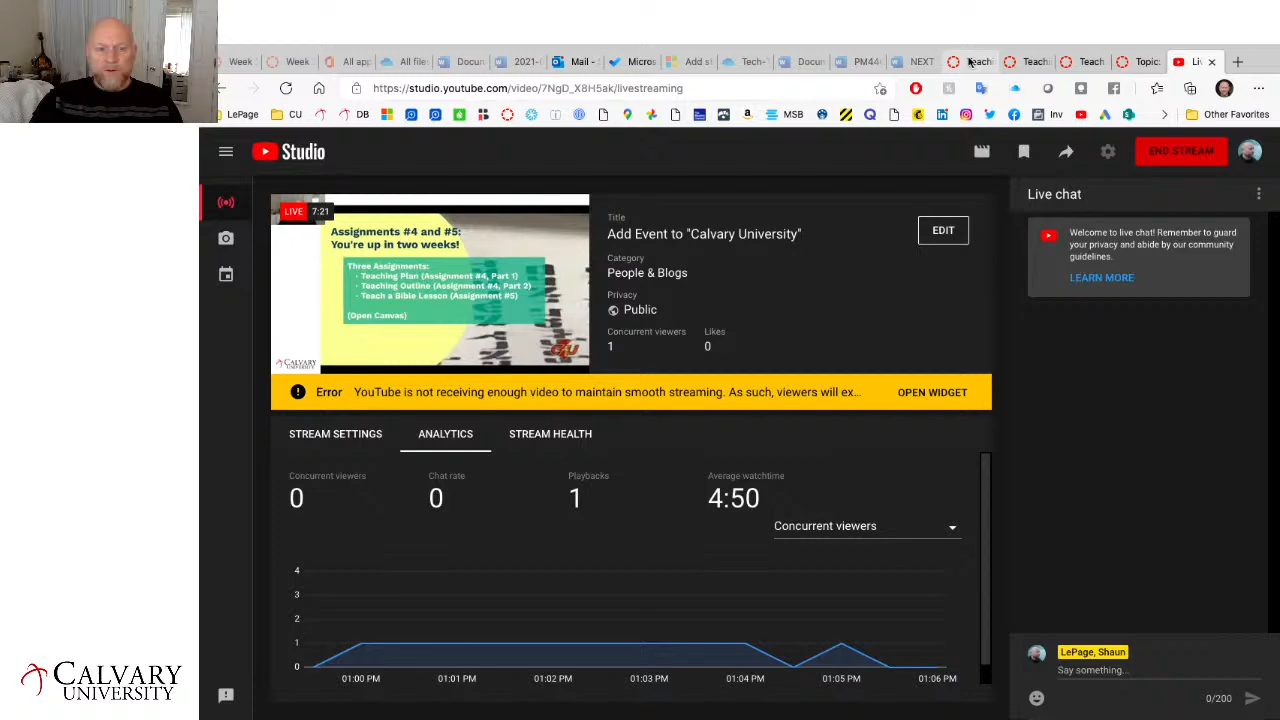 Week
Week
All app
All files
Docum
2021-0
Mail -
Micros
Add st
Tech-
Docum
PM440
NEXT
Teachi
Teachi
Teach
Topic:
Liv
https://studio.youtube.com/video/7NgD_X8H5ak/livestreaming
LePage
CU
DB
MSB
Inv
Other Favorites
Studio
END STREAM
LIVE 7:21
Assignments #4 and #5:
You're up in two weeks!
Three Assignments:
- Teaching Plan (Assignment #4, Part 1)
- Teaching Outline (Assignment #4, Part 2)
- Teach a Bible Lesson (Assignment #5)
(Open Canvas)
CALVARY
UNIVERSITY
Title
Add Event to "Calvary University"
EDIT
Category
People & Blogs
Privacy
Public
Concurrent viewers
Likes
1
0
Live chat
Welcome to live chat! Remember to guard
your privacy and abide by our community
guidelines.
LEARN MORE
Error YouTube is not receiving enough video to maintain smooth streaming. As such, viewers will ex...
OPEN WIDGET
STREAM SETTINGS
ANALYTICS
STREAM HEALTH
Concurrent viewers
Chat rate
Playbacks
Average watchtime
0
0
1
4:50
Concurrent viewers
4
3
2
1
0
01:00 PM
01:01 PM
01:02 PM
01:03 PM
01:04 PM
01:05 PM
01:06 PM
LePage, Shaun
Say something...
0/200
CALVARY
UNIVERSITY